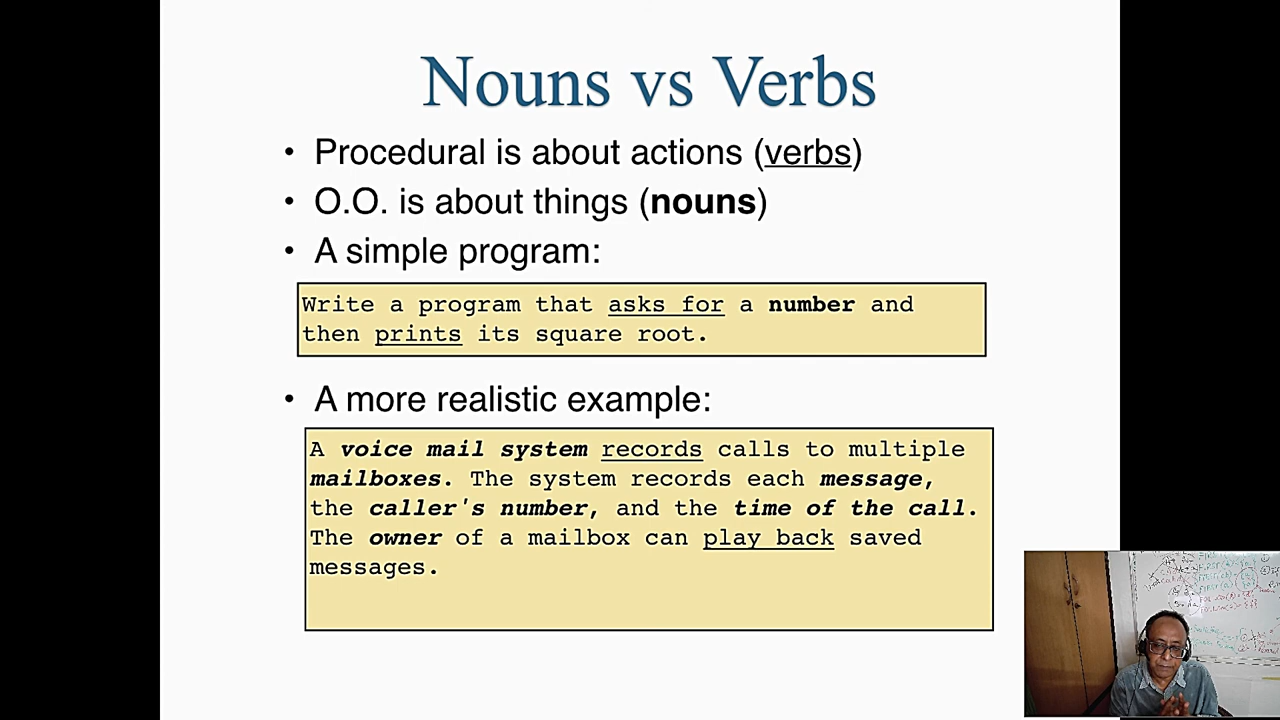 Nouns vs Verbs
• Procedural is about actions (verbs)
• O.O. is about things (nouns)
• A simple program:
Write a program that asks for a number and
then prints its square root.
• A more realistic example:
A voice mail system records calls to multiple
mailboxes. The system records each message,
the caller's number, and the time of the call.
The owner of a mailbox can play back saved
messages.